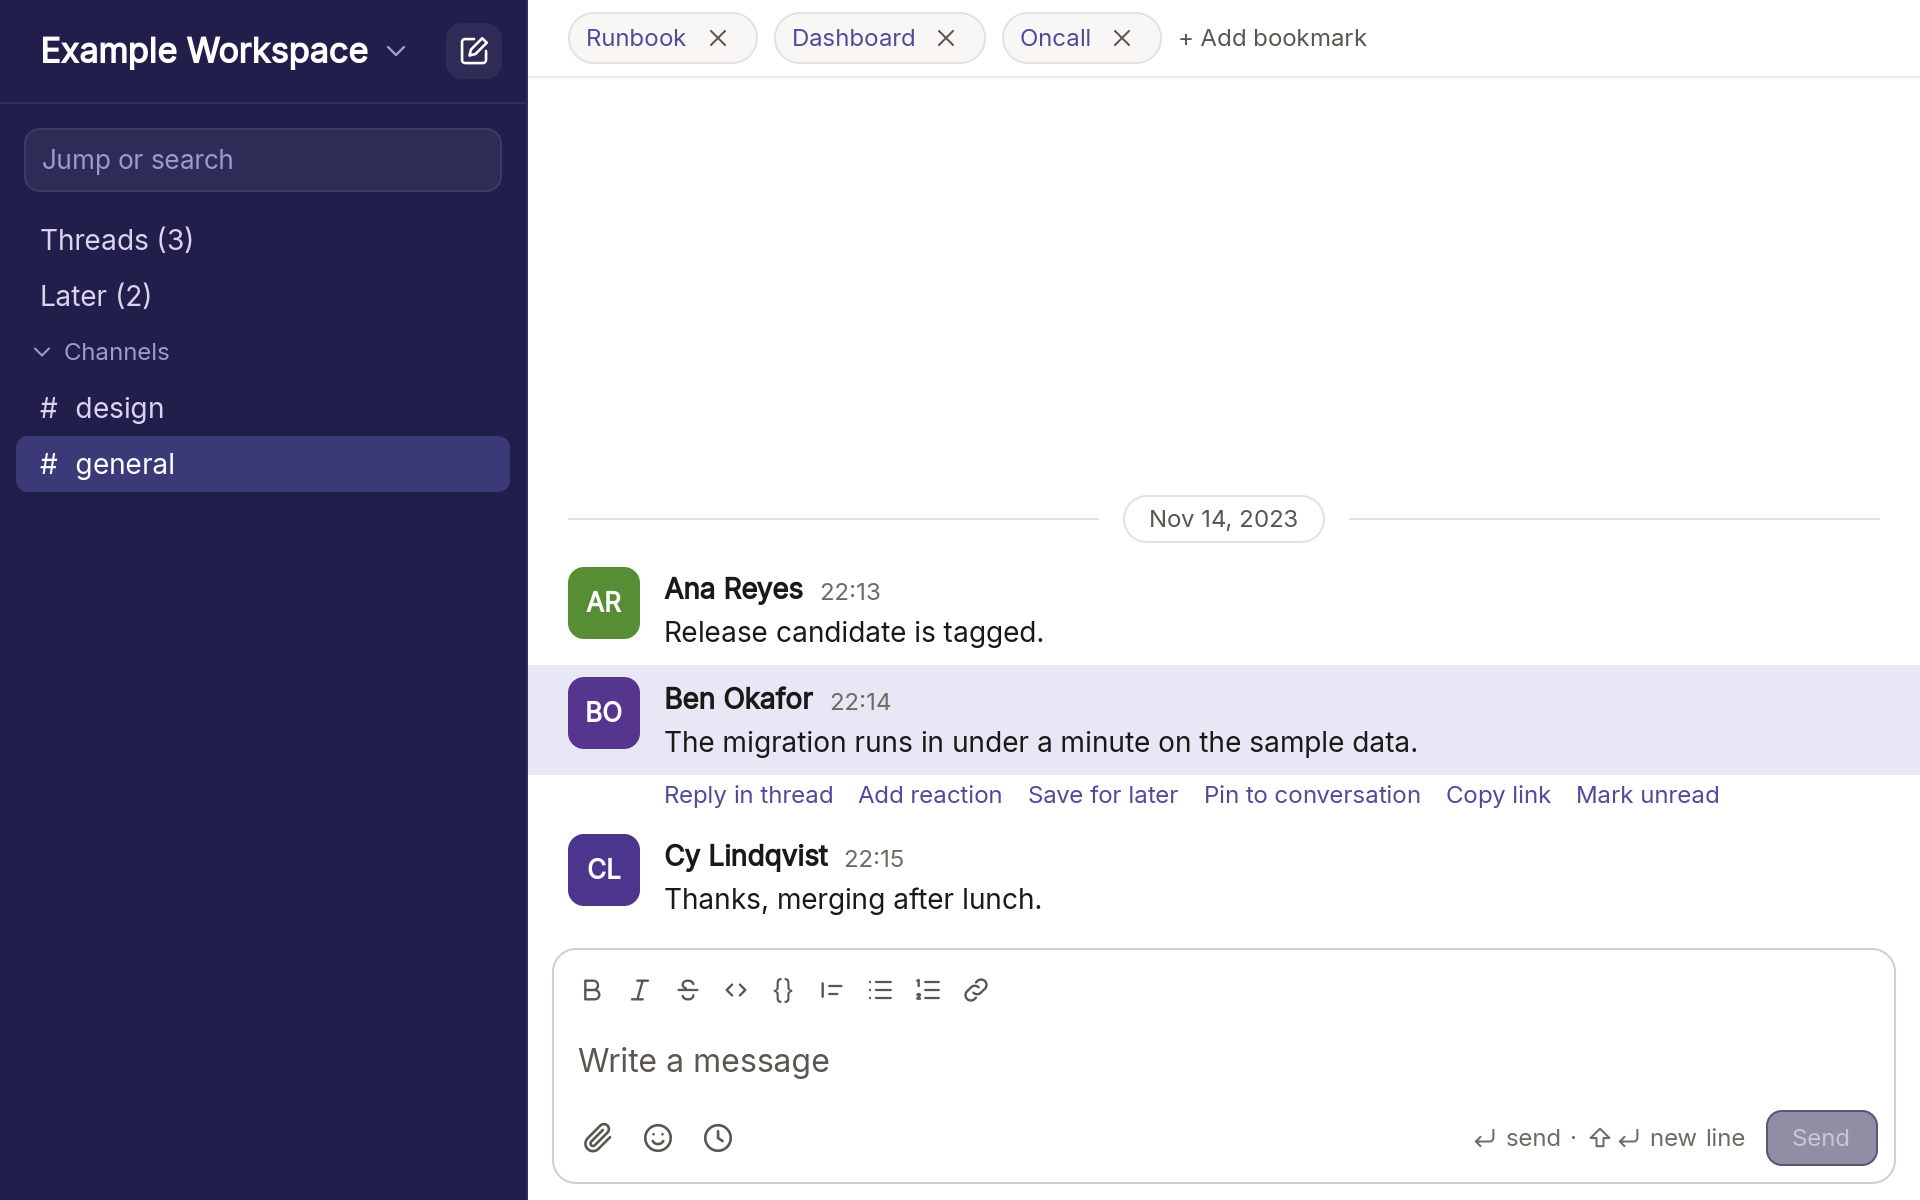 Example Workspace
Jump or search
Threads (3)
Later (2)
Channels
# design
# general
Runbook Dashboard Oncall + Add bookmark
Nov 14, 2023
AR Ana Reyes 22:13
Release candidate is tagged.
BO Ben Okafor 22:14
The migration runs in under a minute on the sample data.
Reply in thread Add reaction Save for later Pin to conversation Copy link Mark unread
CL Cy Lindqvist 22:15
Thanks, merging after lunch.
Write a message
send · new line Send